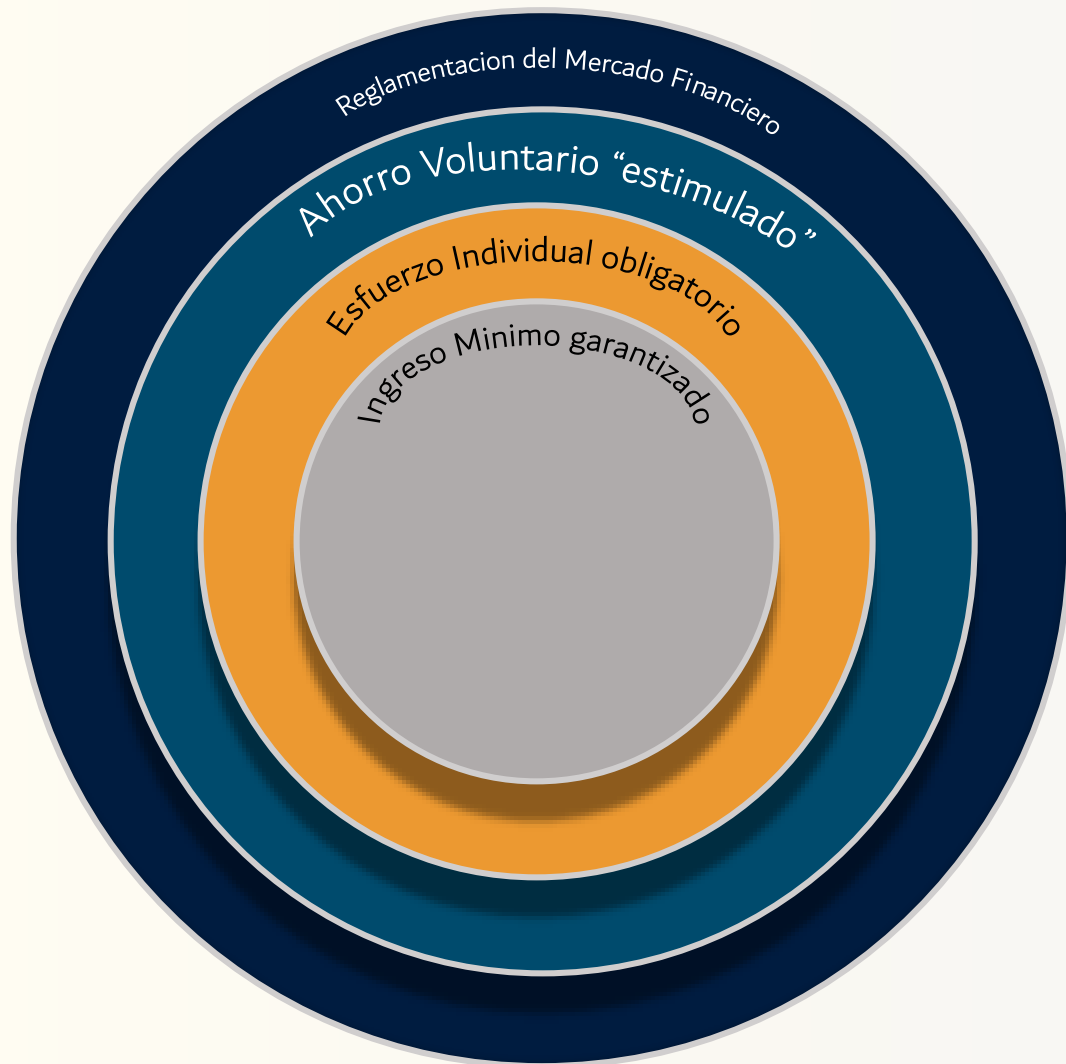 Reglamentacion del Mercado Financiero
Ahorro Voluntario “estimulado”
Esfuerzo Individual obligatorio
Ingreso Minimo garantizado